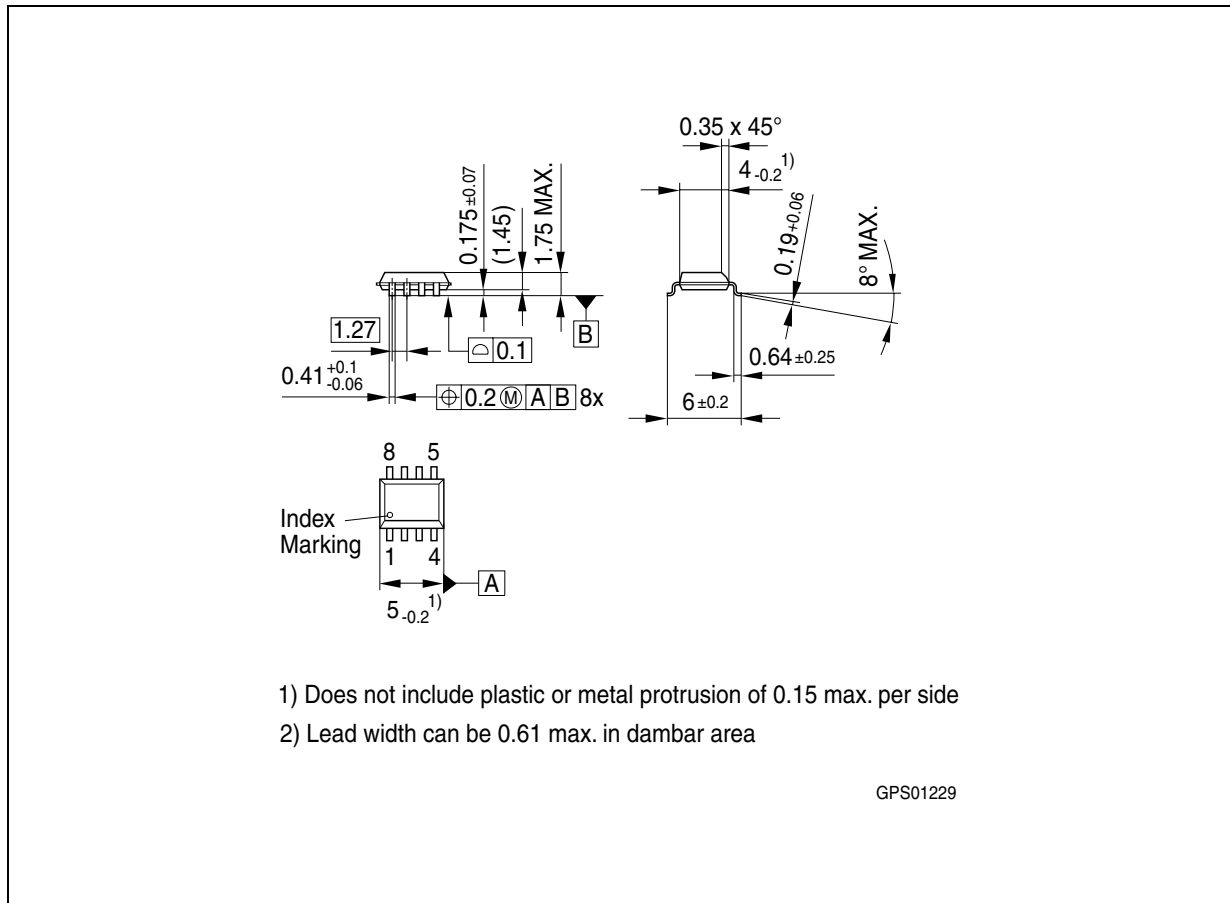 0.35 x 45°
4 -0.2 1)
0.175 ±0.07
(1.45)
1.75 MAX.
0.19 +0.06
8° MAX.
B
1.27
0.1
0.64 ±0.25
0.41 +0.1 -0.06
0.2 Ⓜ A B 8x
6 ±0.2
8 5
Index
Marking
1 4
A
5 -0.2 1)
1) Does not include plastic or metal protrusion of 0.15 max. per side
2) Lead width can be 0.61 max. in dambar area
GPS01229